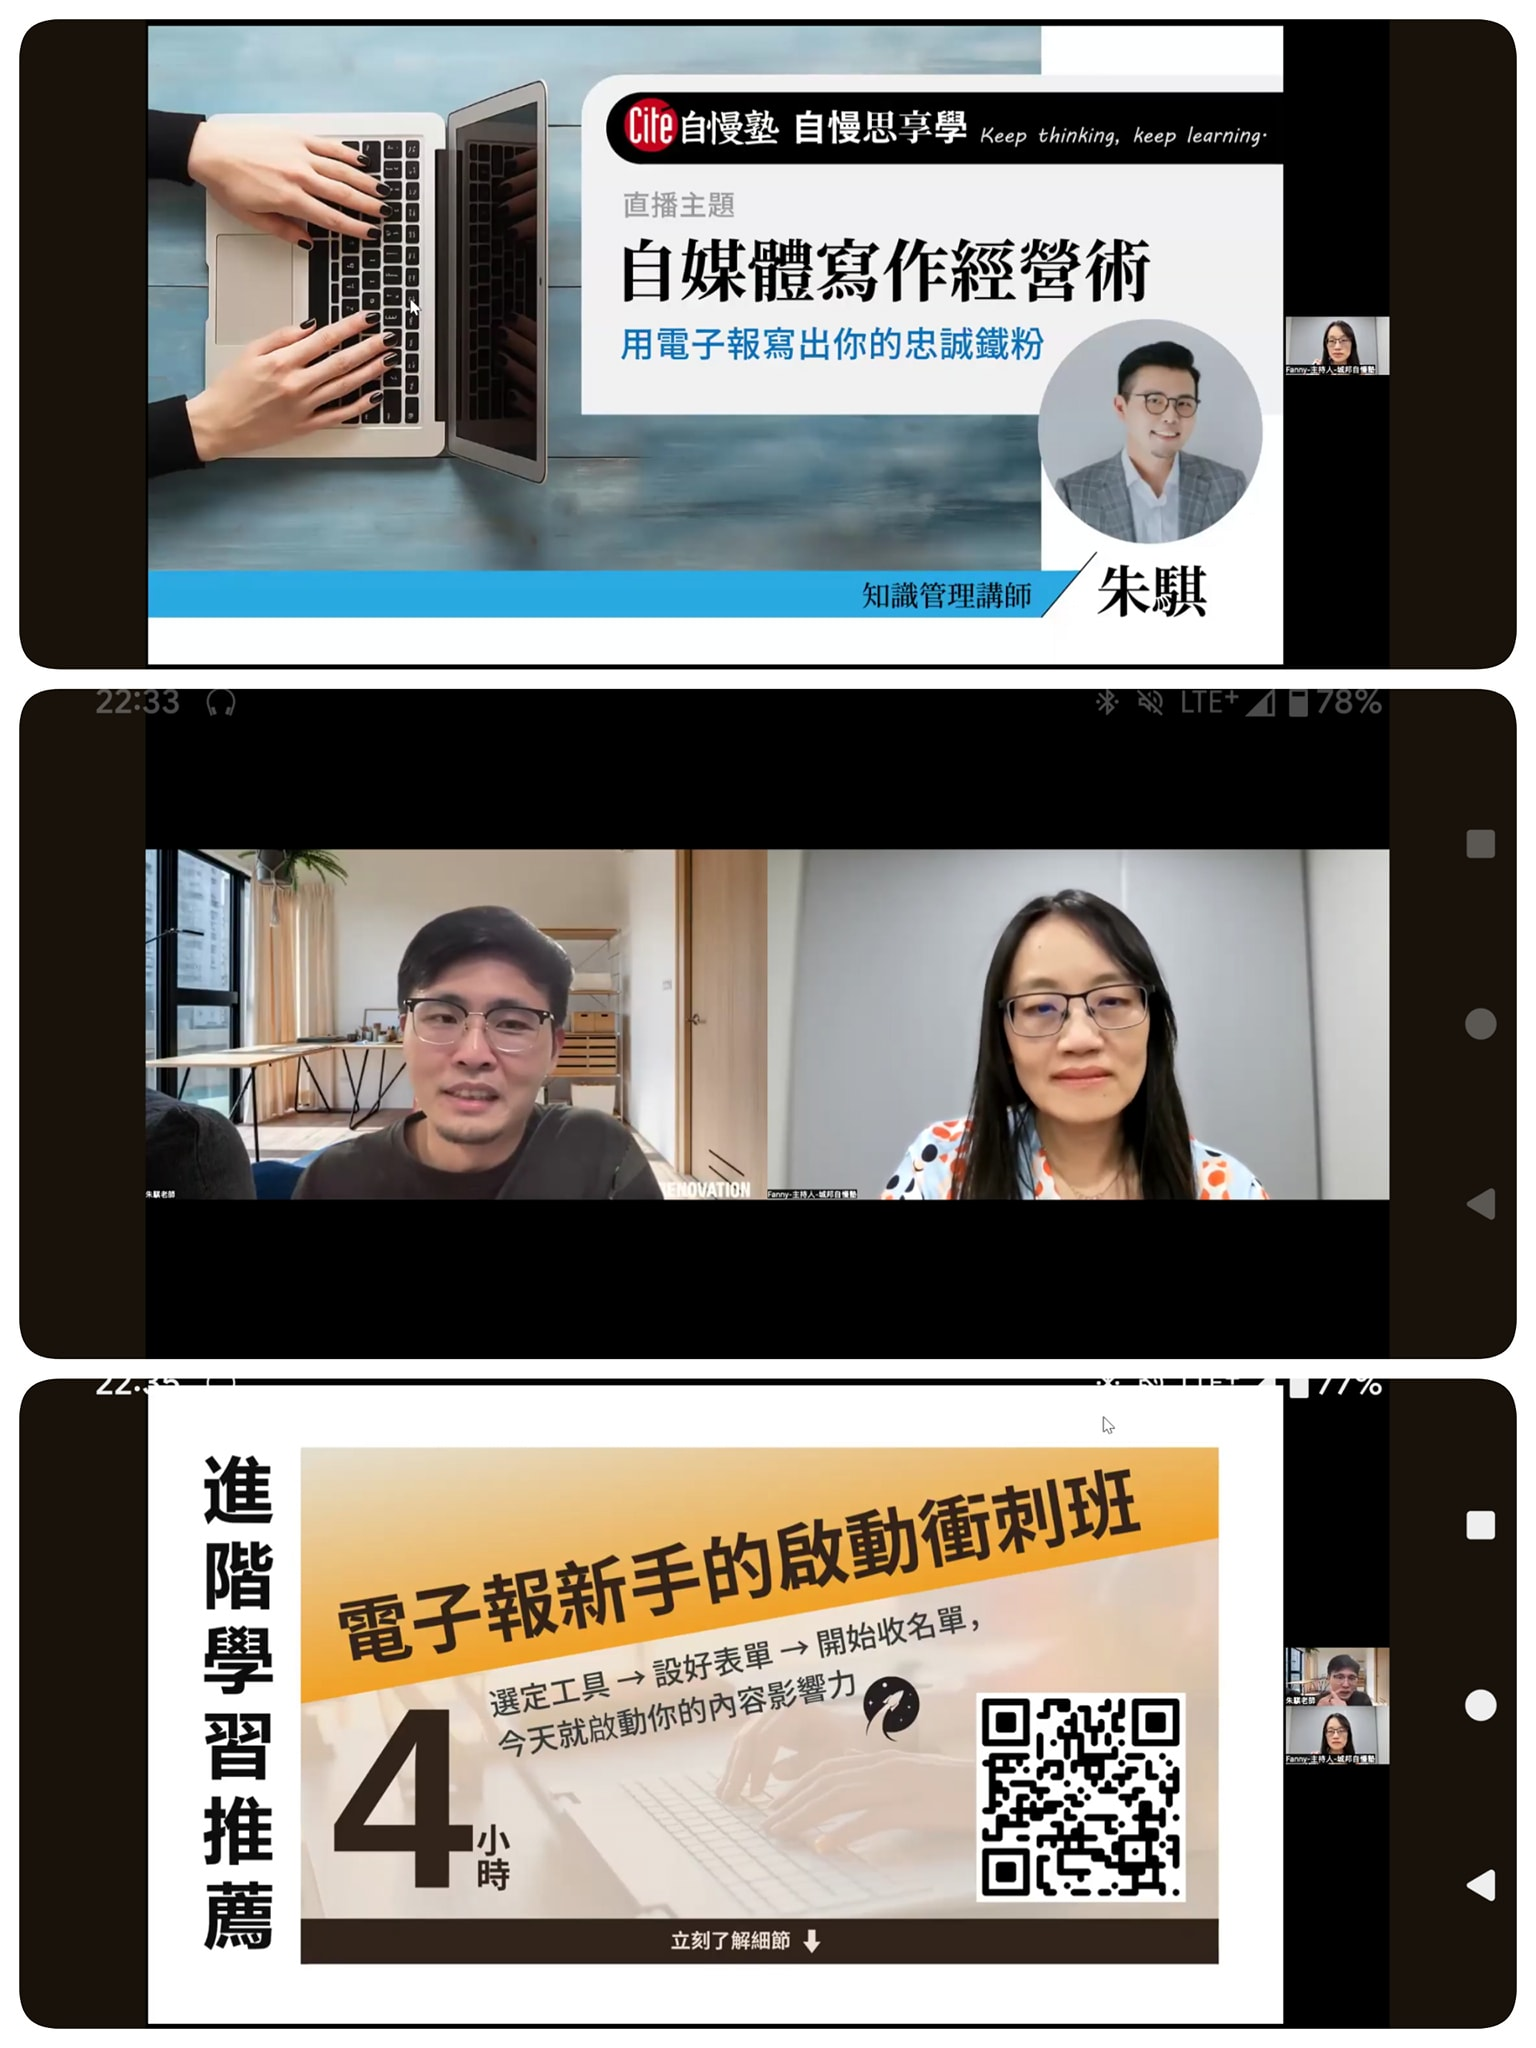 Cité 自慢塾 自慢思享學 Keep thinking, keep learning.
直播主題
自媒體寫作經營術
用電子報寫出你的忠誠鐵粉
Fanny-主持人-城邦自慢塾
知識管理講師
朱騏
22:33
LTE+
78%
朱騏老師
ENOVATION
Fanny-主持人-城邦自慢塾
22:35
LTE+
77%
進階學習推薦
電子報新手的啟動衝刺班
選定工具 → 設好表單 → 開始收名單，
今天就啟動你的內容影響力
4小時
朱騏老師
Fanny-主持人-城邦自慢塾
立刻了解細節